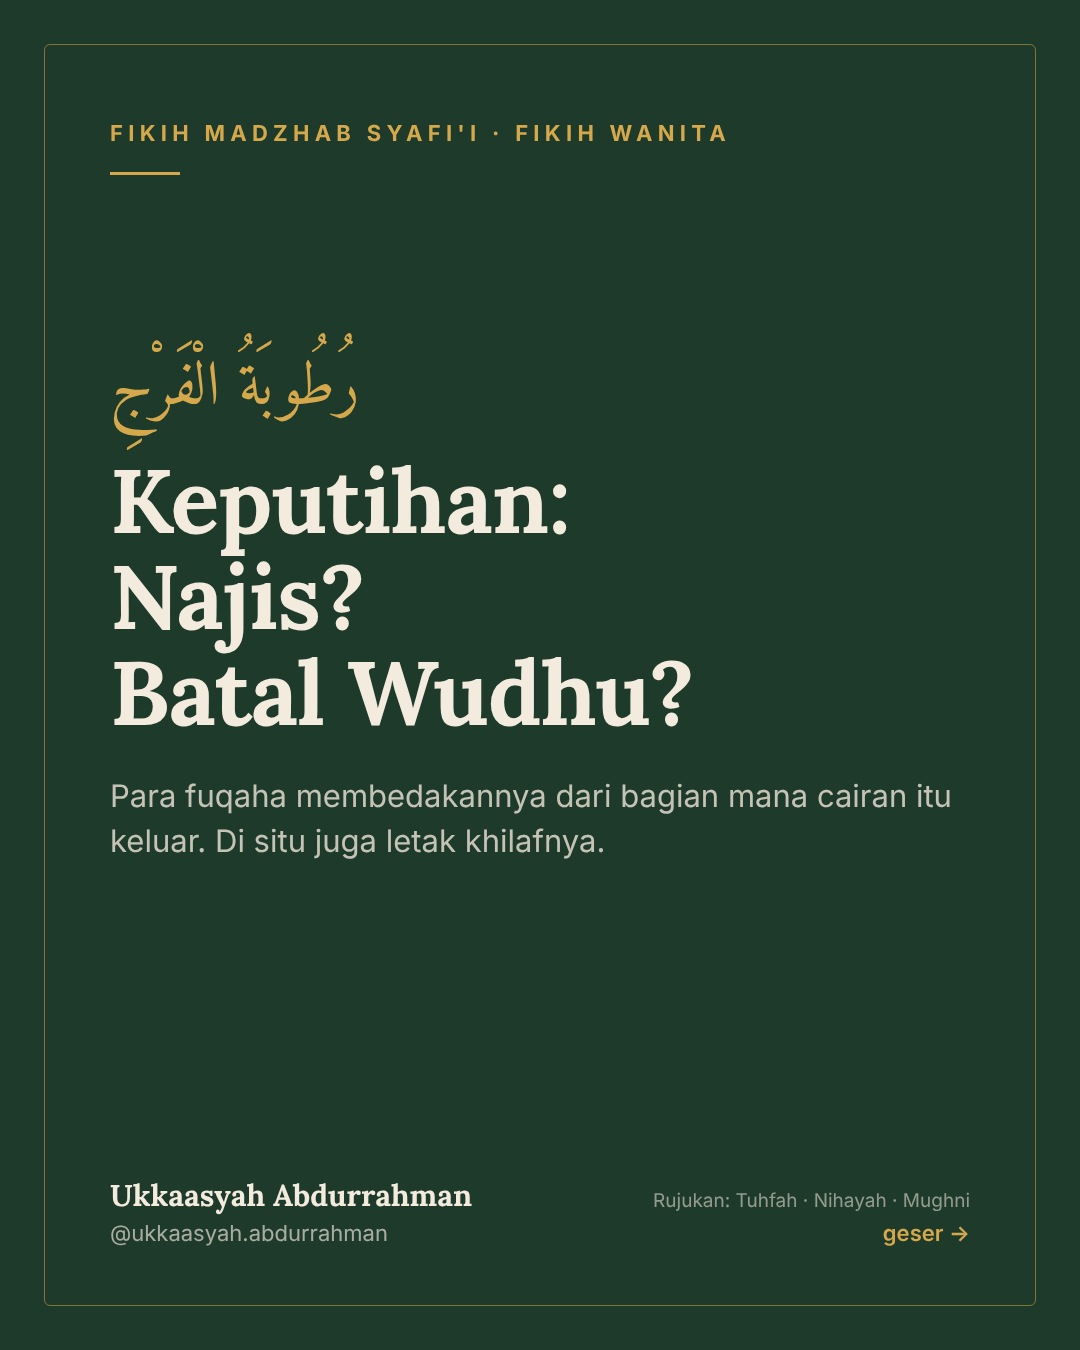 FIKIH MADZHAB SYAFI'I · FIKIH WANITA
رُطُوبَةُ الْفَرْجِ
Keputihan:
Najis?
Batal Wudhu?
Para fuqaha membedakannya dari bagian mana cairan itu
keluar. Di situ juga letak khilafnya.
Ukkaasyah Abdurrahman
@ukkaasyah.abdurrahman
Rujukan: Tuhfah · Nihayah · Mughni
geser →